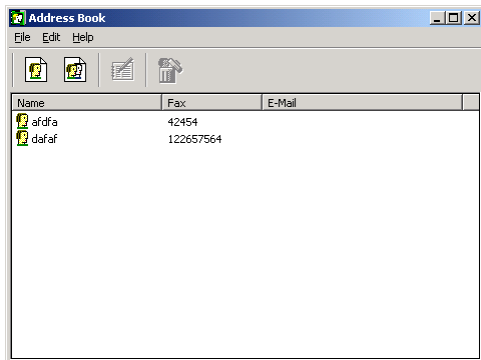 Address Book
File Edit Help
Name Fax E-Mail
afdfa 42454
dafaf 122657564